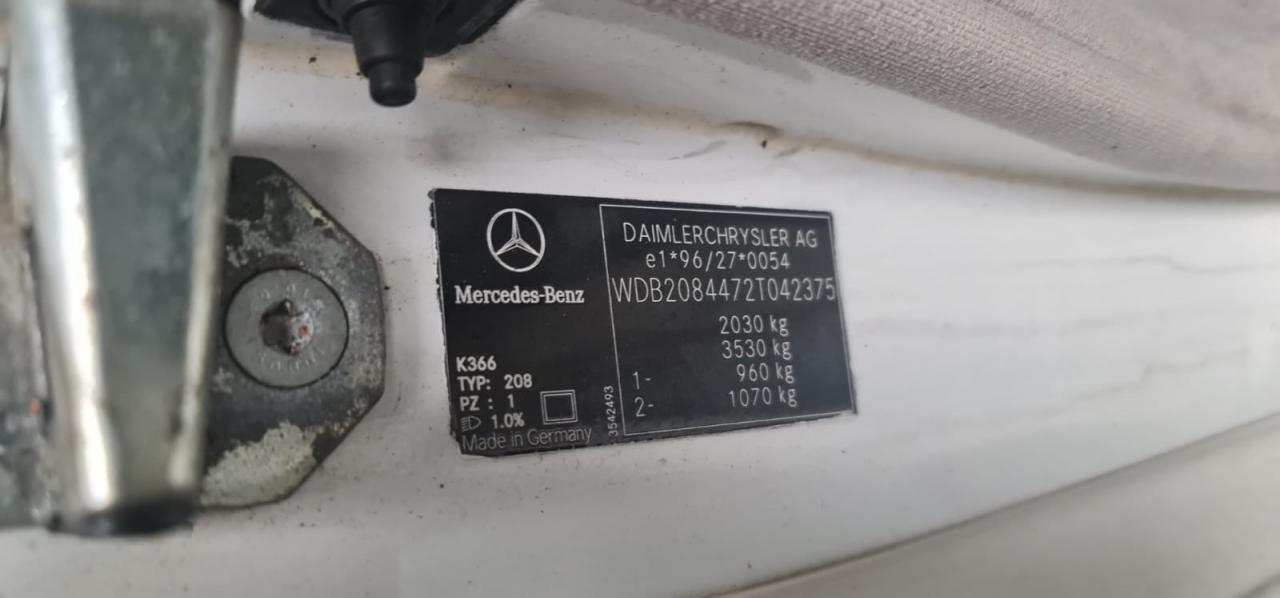 Mercedes-Benz
K366
TYP: 208
PZ : 1
1.0%
Made in Germany
3542493
DAIMLERCHRYSLER AG
e1*96/27*0054
WDB2084472T042375
2030 kg
3530 kg
1- 960 kg
2- 1070 kg